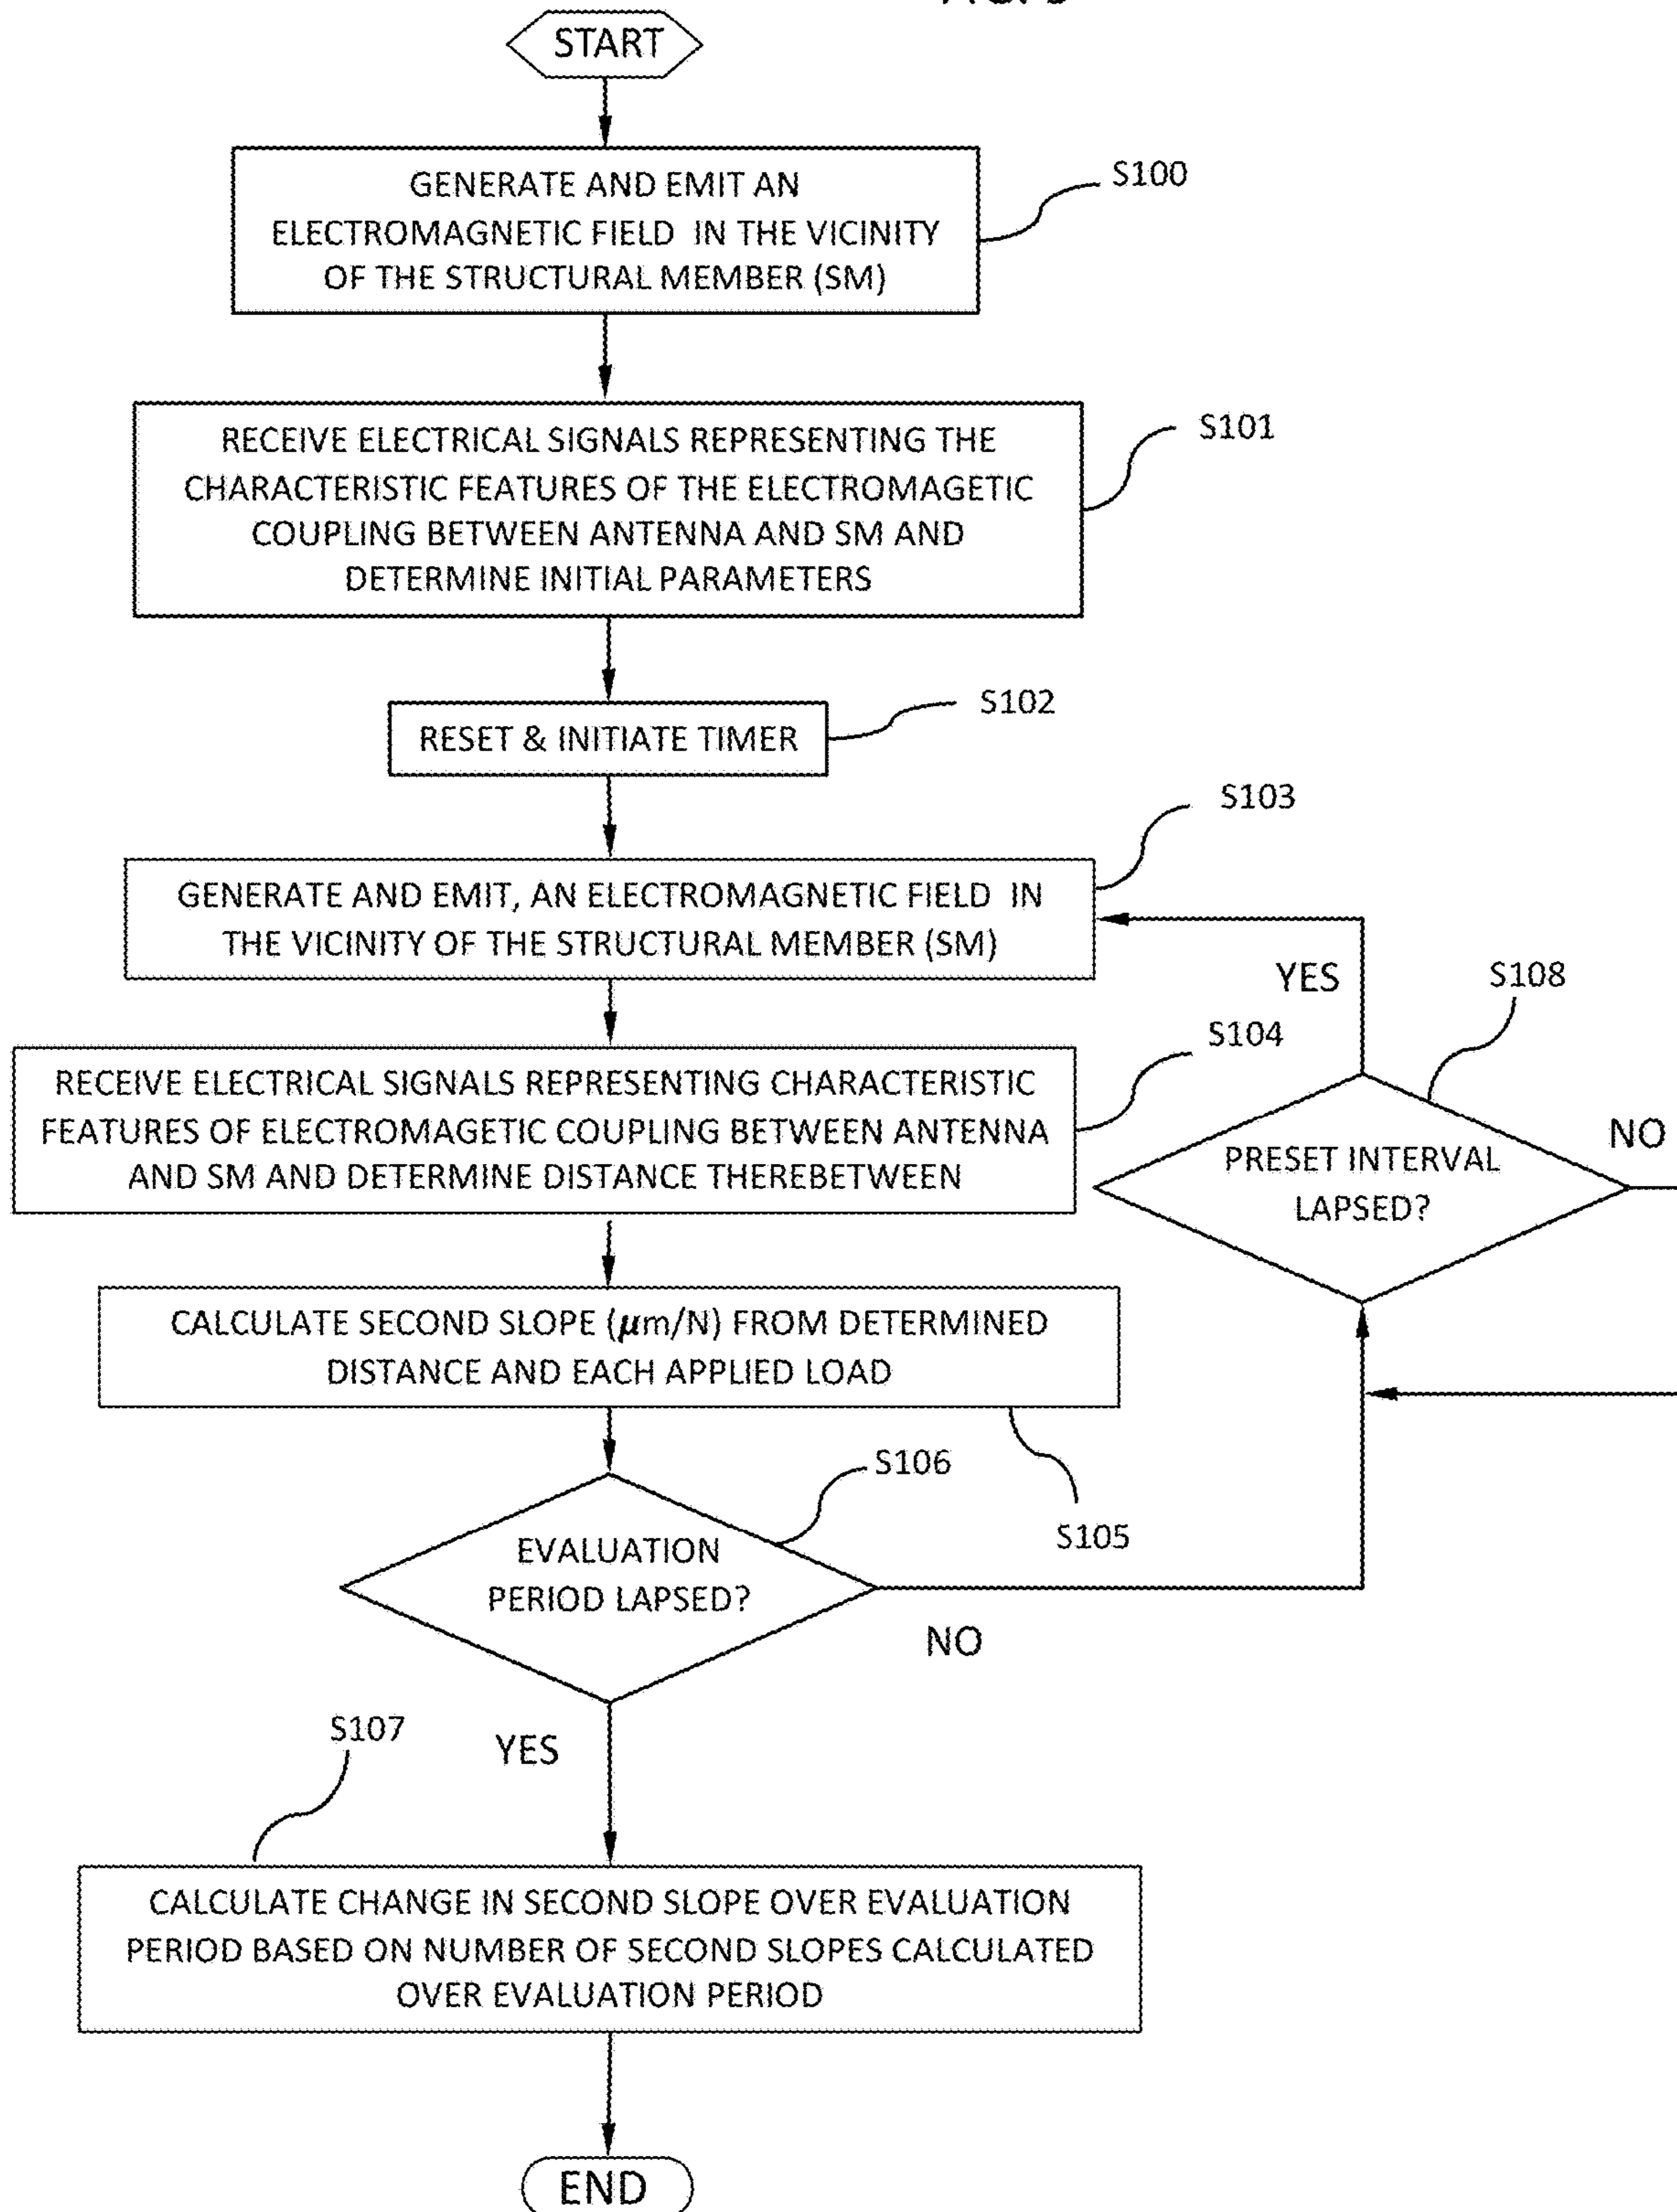 START
GENERATE AND EMIT AN
ELECTROMAGNETIC FIELD IN THE VICINITY
OF THE STRUCTURAL MEMBER (SM)
S100
RECEIVE ELECTRICAL SIGNALS REPRESENTING THE
CHARACTERISTIC FEATURES OF THE ELECTROMAGETIC
COUPLING BETWEEN ANTENNA AND SM AND
DETERMINE INITIAL PARAMETERS
S101
RESET & INITIATE TIMER
S102
GENERATE AND EMIT, AN ELECTROMAGNETIC FIELD IN
THE VICINITY OF THE STRUCTURAL MEMBER (SM)
S103
YES
S108
RECEIVE ELECTRICAL SIGNALS REPRESENTING CHARACTERISTIC
FEATURES OF ELECTROMAGETIC COUPLING BETWEEN ANTENNA
AND SM AND DETERMINE DISTANCE THEREBETWEEN
S104
PRESET INTERVAL
LAPSED?
NO
CALCULATE SECOND SLOPE (μm/N) FROM DETERMINED
DISTANCE AND EACH APPLIED LOAD
S105
EVALUATION
PERIOD LAPSED?
S106
NO
YES
S107
CALCULATE CHANGE IN SECOND SLOPE OVER EVALUATION
PERIOD BASED ON NUMBER OF SECOND SLOPES CALCULATED
OVER EVALUATION PERIOD
END